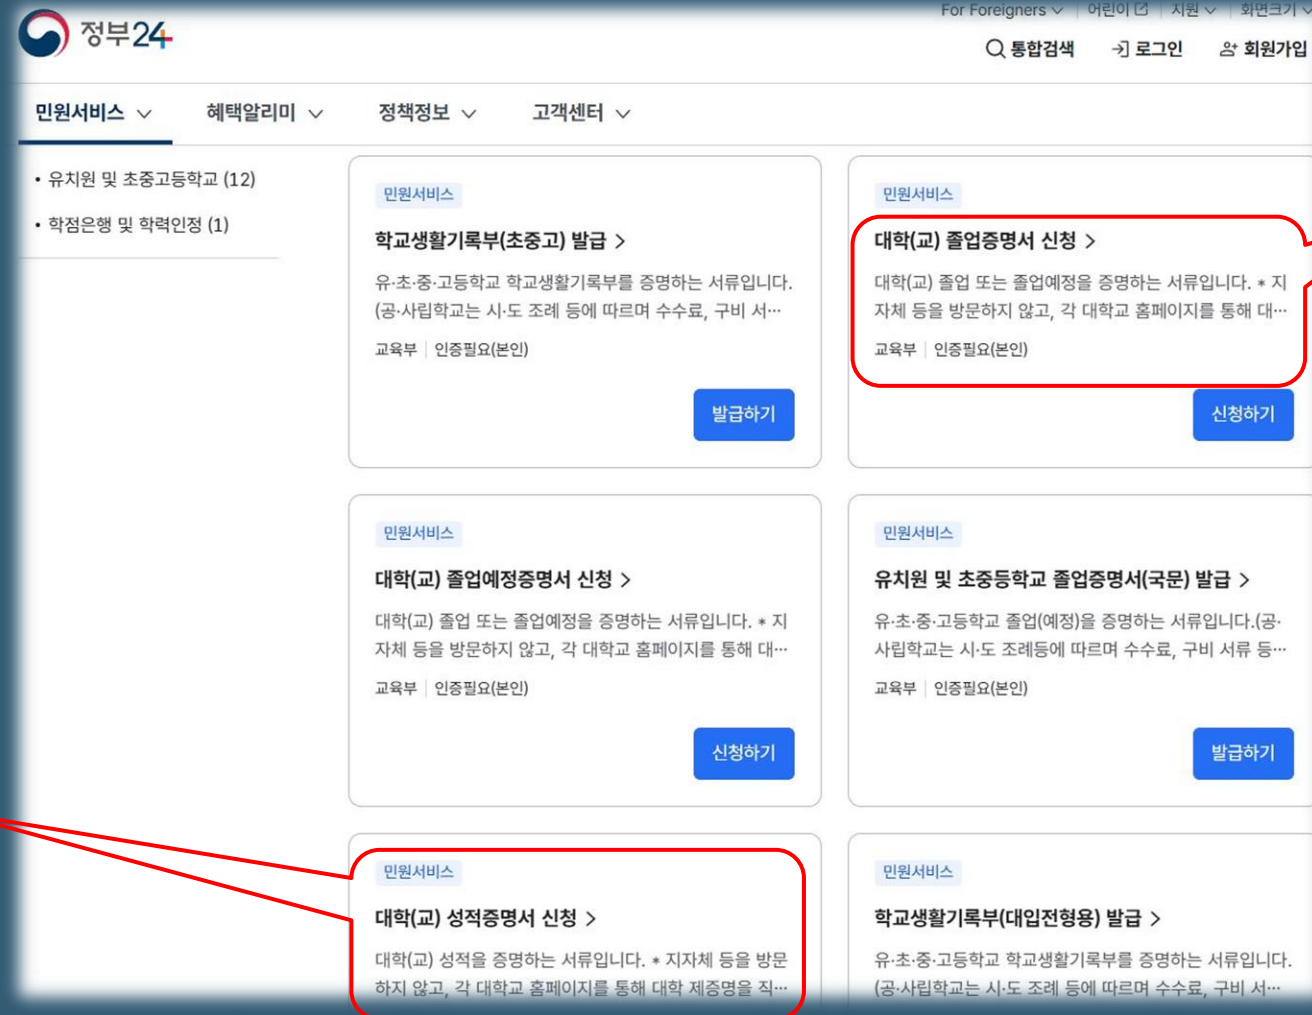 For Foreigners 어린이 지원 화면크기
정부24
통합검색 로그인 회원가입
민원서비스 혜택알리미 정책정보 고객센터
• 유치원 및 초중고등학교 (12)
• 학점은행 및 학력인정 (1)
민원서비스
학교생활기록부(초중고) 발급 >
유·초·중·고등학교 학교생활기록부를 증명하는 서류입니다.
(공·사립학교는 시·도 조례 등에 따르며 수수료, 구비 서…
교육부 | 인증필요(본인)
발급하기
민원서비스
대학(교) 졸업증명서 신청 >
대학(교) 졸업 또는 졸업예정을 증명하는 서류입니다. * 지
자체 등을 방문하지 않고, 각 대학교 홈페이지를 통해 대…
교육부 | 인증필요(본인)
신청하기
민원서비스
대학(교) 졸업예정증명서 신청 >
대학(교) 졸업 또는 졸업예정을 증명하는 서류입니다. * 지
자체 등을 방문하지 않고, 각 대학교 홈페이지를 통해 대…
교육부 | 인증필요(본인)
신청하기
민원서비스
유치원 및 초중등학교 졸업증명서(국문) 발급 >
유·초·중·고등학교 졸업(예정)을 증명하는 서류입니다.(공·
사립학교는 시·도 조례등에 따르며 수수료, 구비 서류 등…
교육부 | 인증필요(본인)
발급하기
민원서비스
대학(교) 성적증명서 신청 >
대학(교) 성적을 증명하는 서류입니다. * 지자체 등을 방문
하지 않고, 각 대학교 홈페이지를 통해 대학 제증명을 직…
민원서비스
학교생활기록부(대입전형용) 발급 >
유·초·중·고등학교 학교생활기록부를 증명하는 서류입니다.
(공·사립학교는 시·도 조례 등에 따르며 수수료, 구비 서…